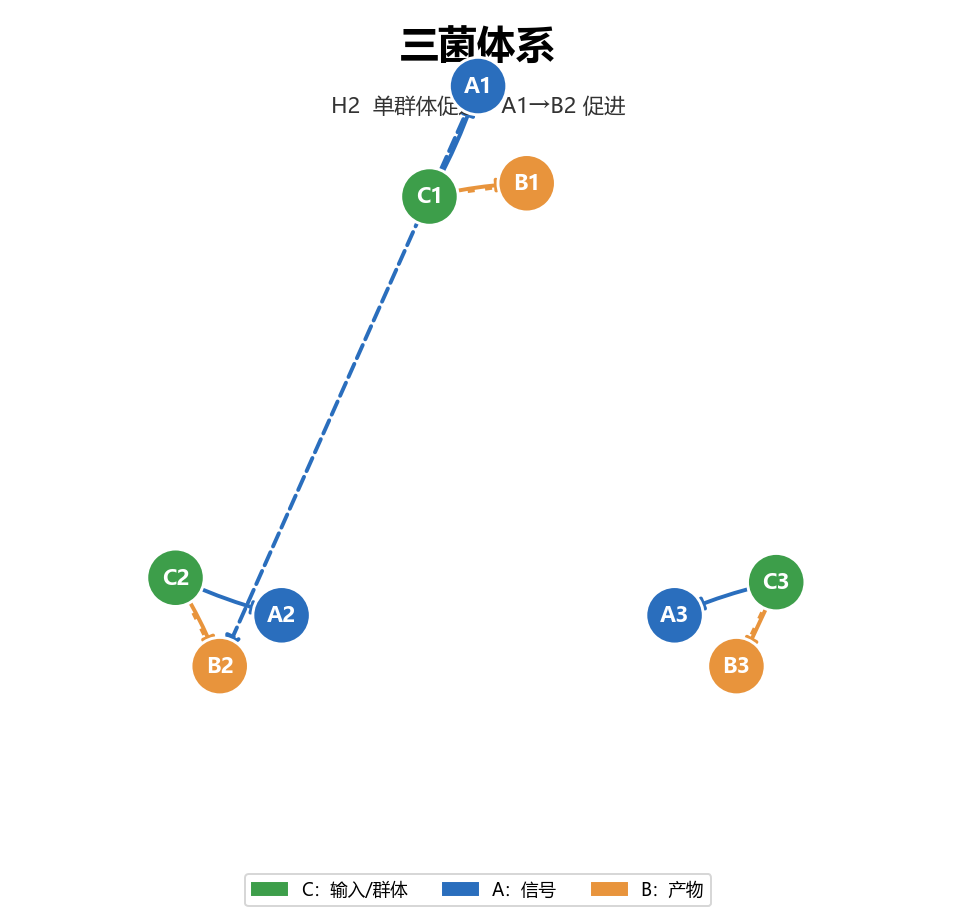 三菌体系
A1
H2 单群体促 A1→B2 促进
C1
B1
C2
A2
B2
C3
A3
B3
C: 输入/群体 A: 信号 B: 产物